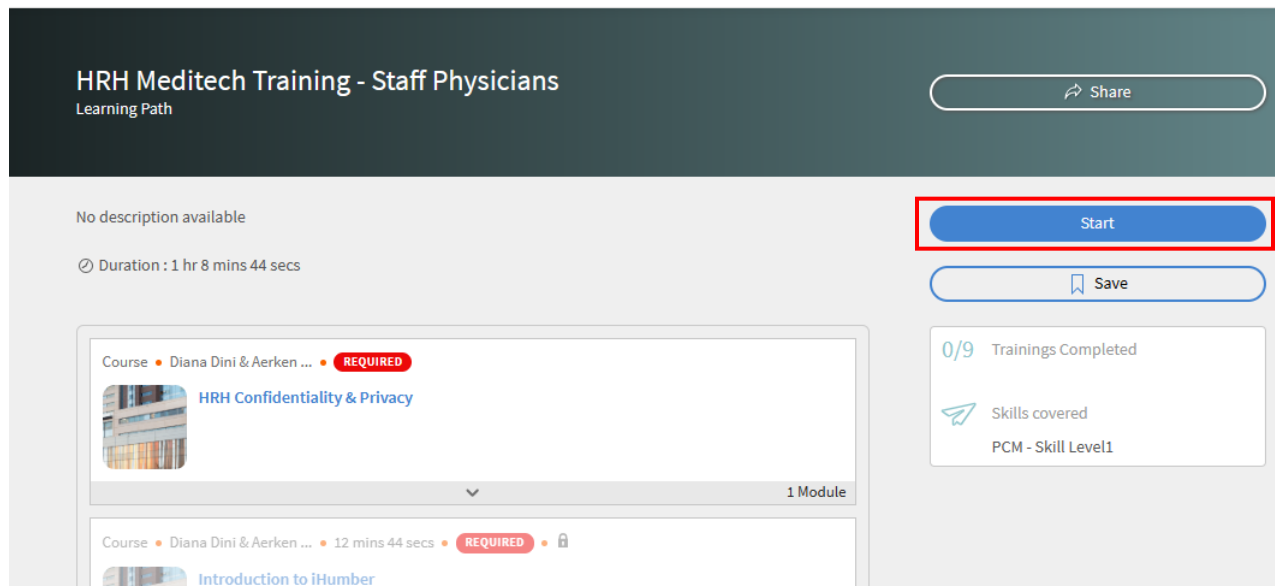 HRH Meditech Training - Staff Physicians
Learning Path
Share
No description available
Duration : 1 hr 8 mins 44 secs
Start
Save
Course • Diana Dini & Aerken ... • REQUIRED
HRH Confidentiality & Privacy
1 Module
0/9 Trainings Completed
Skills covered
PCM - Skill Level1
Course • Diana Dini & Aerken ... • 12 mins 44 secs • REQUIRED •
Introduction to iHumber